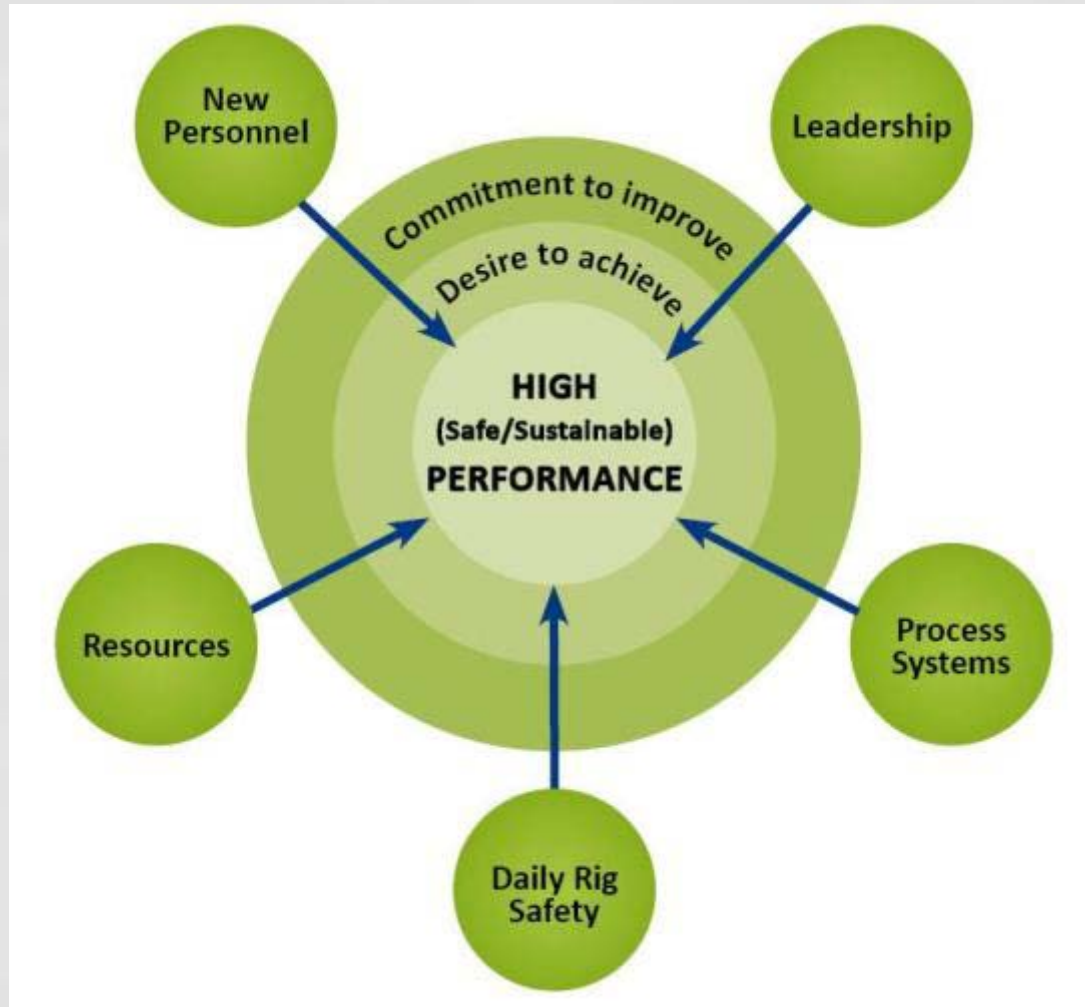 New
Personnel
Leadership
Commitment to improve
Desire to achieve
HIGH
(Safe/Sustainable)
PERFORMANCE
Resources
Process
Systems
Daily Rig
Safety